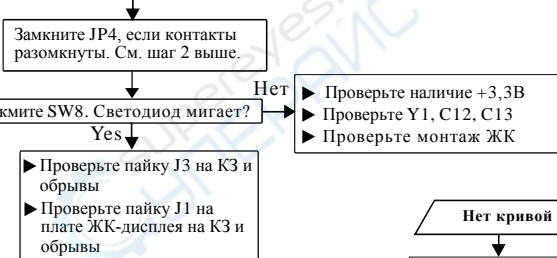 Замкните JP4, если контакты
разомкнуты. См. шаг 2 выше.
кмите SW8. Светодиод мигает?
Нет
Проверьте наличие +3,3В
Проверьте Y1, C12, C13
Проверьте монтаж ЖК
Yes
Проверьте пайку J3 на КЗ и
обрывы
Проверьте пайку J1 на
плате ЖК-дисплея на КЗ и
обрывы
Нет кривой